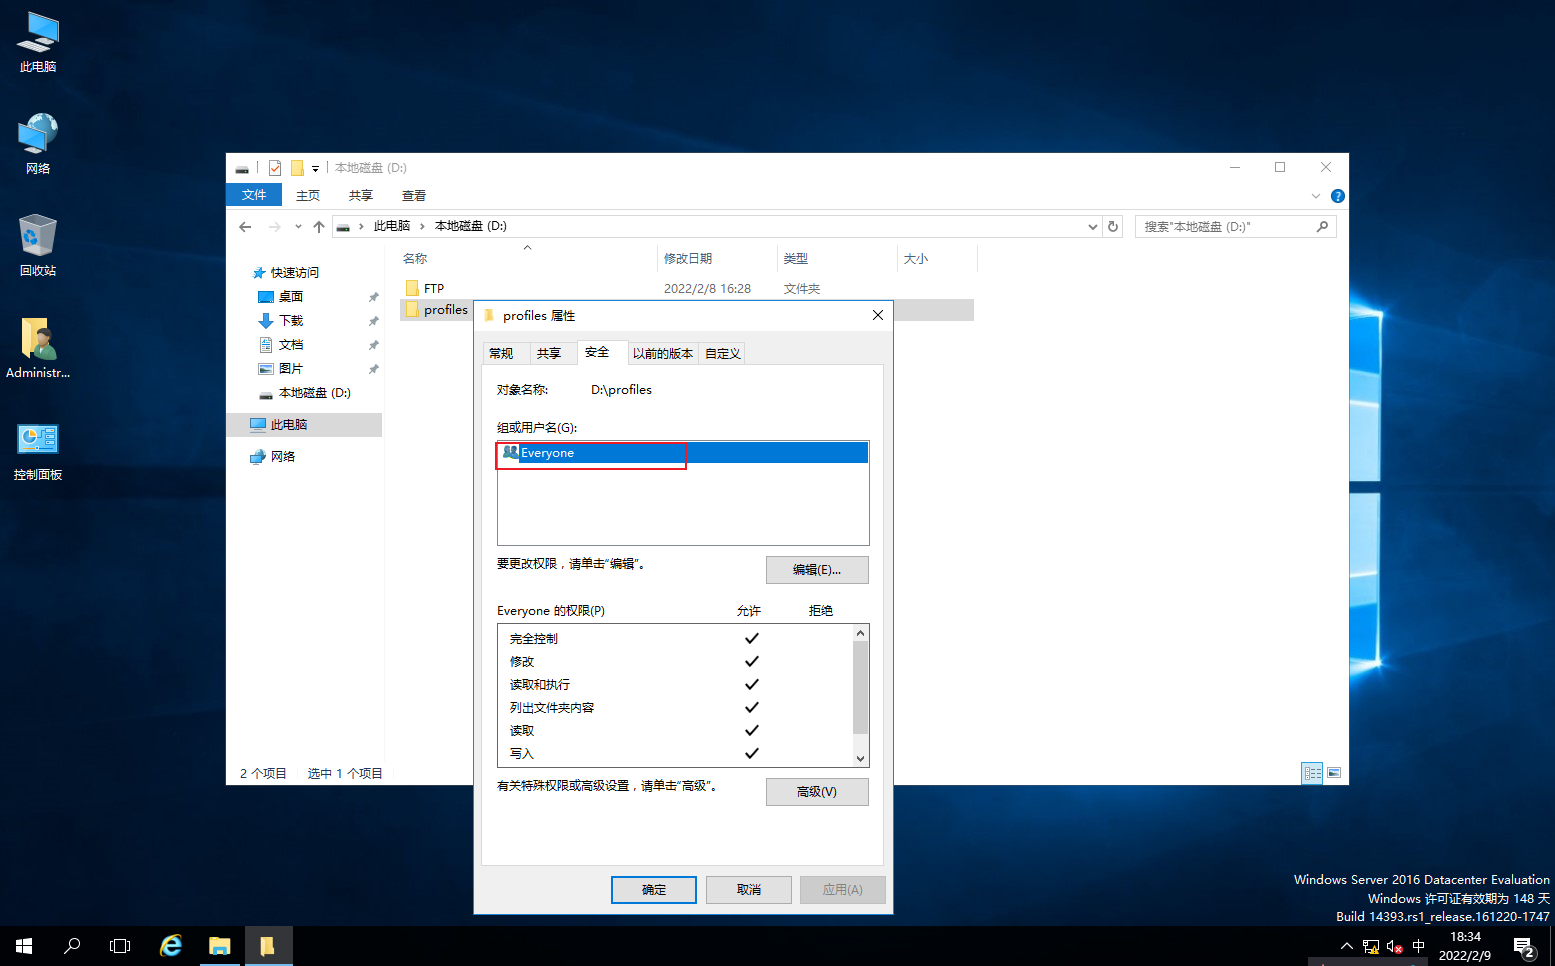 此电脑
网络
回收站
Administr...
控制面板
本地磁盘 (D:)
文件 主页 共享 查看
此电脑 本地磁盘 (D:)
搜索"本地磁盘 (D:)"
快速访问
桌面
下载
文档
图片
本地磁盘 (D:)
此电脑
网络
名称 修改日期 类型 大小
FTP 2022/2/8 16:28 文件夹
profiles
2 个项目 选中 1 个项目
profiles 属性
常规 共享 安全 以前的版本 自定义
对象名称: D:\profiles
组或用户名(G):
Everyone
要更改权限，请单击“编辑”。
编辑(E)...
Everyone 的权限(P) 允许 拒绝
完全控制
修改
读取和执行
列出文件夹内容
读取
写入
有关特殊权限或高级设置，请单击“高级”。
高级(V)
确定 取消 应用(A)
Windows Server 2016 Datacenter Evaluation
Windows 许可证有效期为 148 天
Build 14393.rs1_release.161220-1747
中
18:34
2022/2/9
2